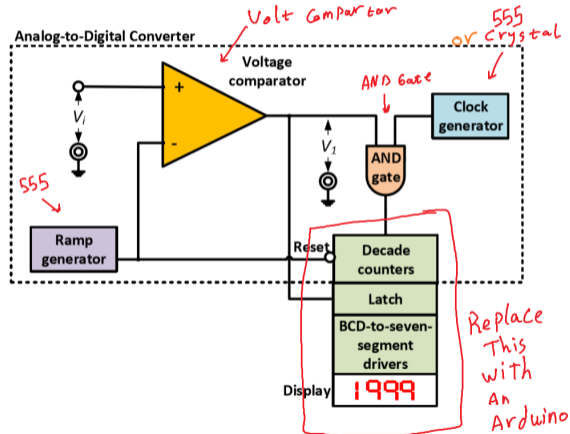 Volt Compartor
555
or Crystal
Analog-to-Digital Converter
Voltage
comparator
AND Gate
Clock
generator
+
Vi
-
V1
AND
gate
555
Ramp
generator
Reset
Decade
counters
Latch
BCD-to-seven-
segment
drivers
Display
1999
Replace
This
with
An
Arduino